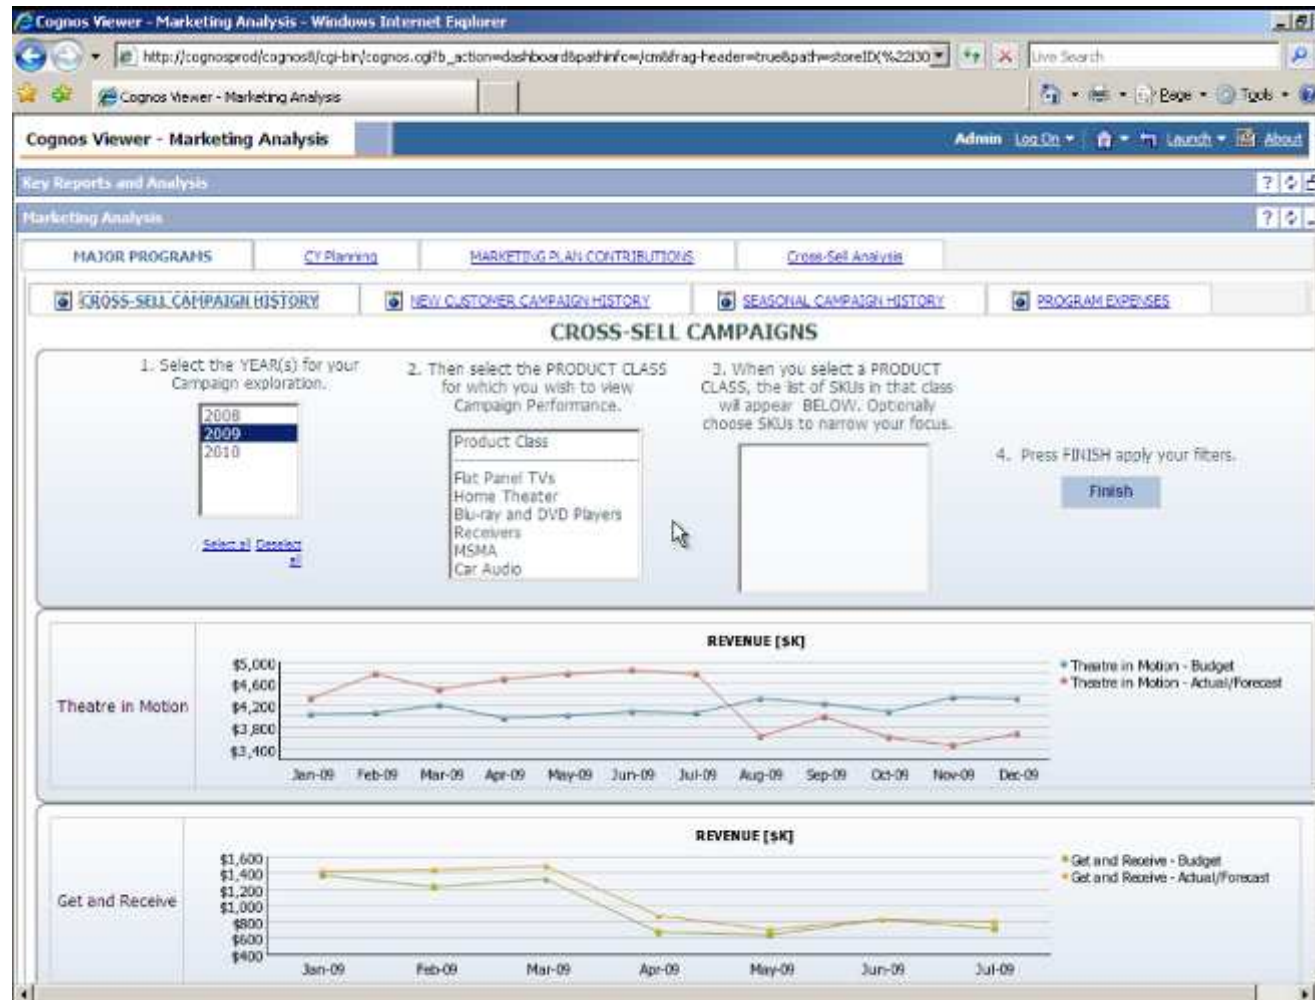 Cognos Viewer - Marketing Analysis - Windows Internet Explorer
http://cognosprod/cognos8/cgi-bin/cognos.cgi?b_action=dashboard&pathinfo=/cm&frag-header=true&path=storeID(%22i30
Live Search
Cognos Viewer - Marketing Analysis
Page Tools
Cognos Viewer - Marketing Analysis
Admin Log On Launch About
Key Reports and Analysis
Marketing Analysis
MAJOR PROGRAMS CY Planning MARKETING PLAN CONTRIBUTIONS Cross-Sell Analysis
CROSS-SELL CAMPAIGN HISTORY NEW CUSTOMER CAMPAIGN HISTORY SEASONAL CAMPAIGN HISTORY PROGRAM EXPENSES
CROSS-SELL CAMPAIGNS
1. Select the YEAR(s) for your
Campaign exploration.
2008
2009
2010
Select all Deselect
all
2. Then select the PRODUCT CLASS
for which you wish to view
Campaign Performance.
Product Class
Flat Panel TVs
Home Theater
Blu-ray and DVD Players
Receivers
MSMA
Car Audio
3. When you select a PRODUCT
CLASS, the list of SKUs in that class
will appear BELOW. Optionally
choose SKUs to narrow your focus.
4. Press FINISH apply your filters.
Finish
Theatre in Motion
REVENUE [$K]
$5,000
$4,600
$4,200
$3,800
$3,400
Jan-09 Feb-09 Mar-09 Apr-09 May-09 Jun-09 Jul-09 Aug-09 Sep-09 Oct-09 Nov-09 Dec-09
Theatre in Motion - Budget
Theatre in Motion - Actual/Forecast
Get and Receive
REVENUE [$K]
$1,600
$1,400
$1,200
$1,000
$800
$600
$400
Jan-09 Feb-09 Mar-09 Apr-09 May-09 Jun-09 Jul-09
Get and Receive - Budget
Get and Receive - Actual/Forecast